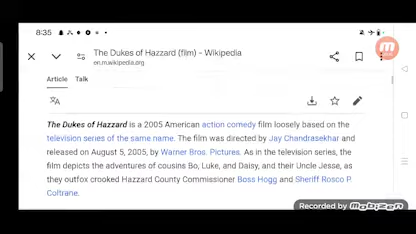 8:35
The Dukes of Hazzard (film) - Wikipedia
en.m.wikipedia.org
Article Talk
The Dukes of Hazzard is a 2005 American action comedy film loosely based on the
television series of the same name. The film was directed by Jay Chandrasekhar and
released on August 5, 2005, by Warner Bros. Pictures. As in the television series, the
film depicts the adventures of cousins Bo, Luke, and Daisy, and their Uncle Jesse, as
they outfox crooked Hazzard County Commissioner Boss Hogg and Sheriff Rosco P.
Coltrane.
Recorded by mobizen